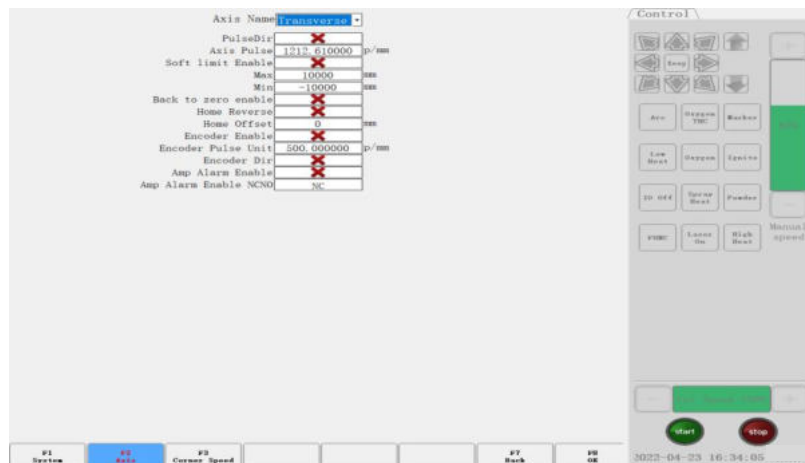 Axis Name Transverse
PulseDir
Axis Pulse 1212.610000 p/mm
Soft limit Enable
Max 10000 mm
Min -10000 mm
Back to zero enable
Home Reverse
Home Offset 0 mm
Encoder Enable
Encoder Pulse Unit 500.000000 p/mm
Encoder Dir
Amp Alarm Enable
Amp Alarm Enable NCNO NC
Control
Arc
Oxygen THC
Marker
Low Heat
Oxygen
Ignite
IO Off
Spray Heat
Powder
FUNC
Laser On
High Heat
Manual speed
start
stop
F1 System
F2 Axis
F3 Corner Speed
F7 Back
F8 OK
2022-04-23 16:34:05